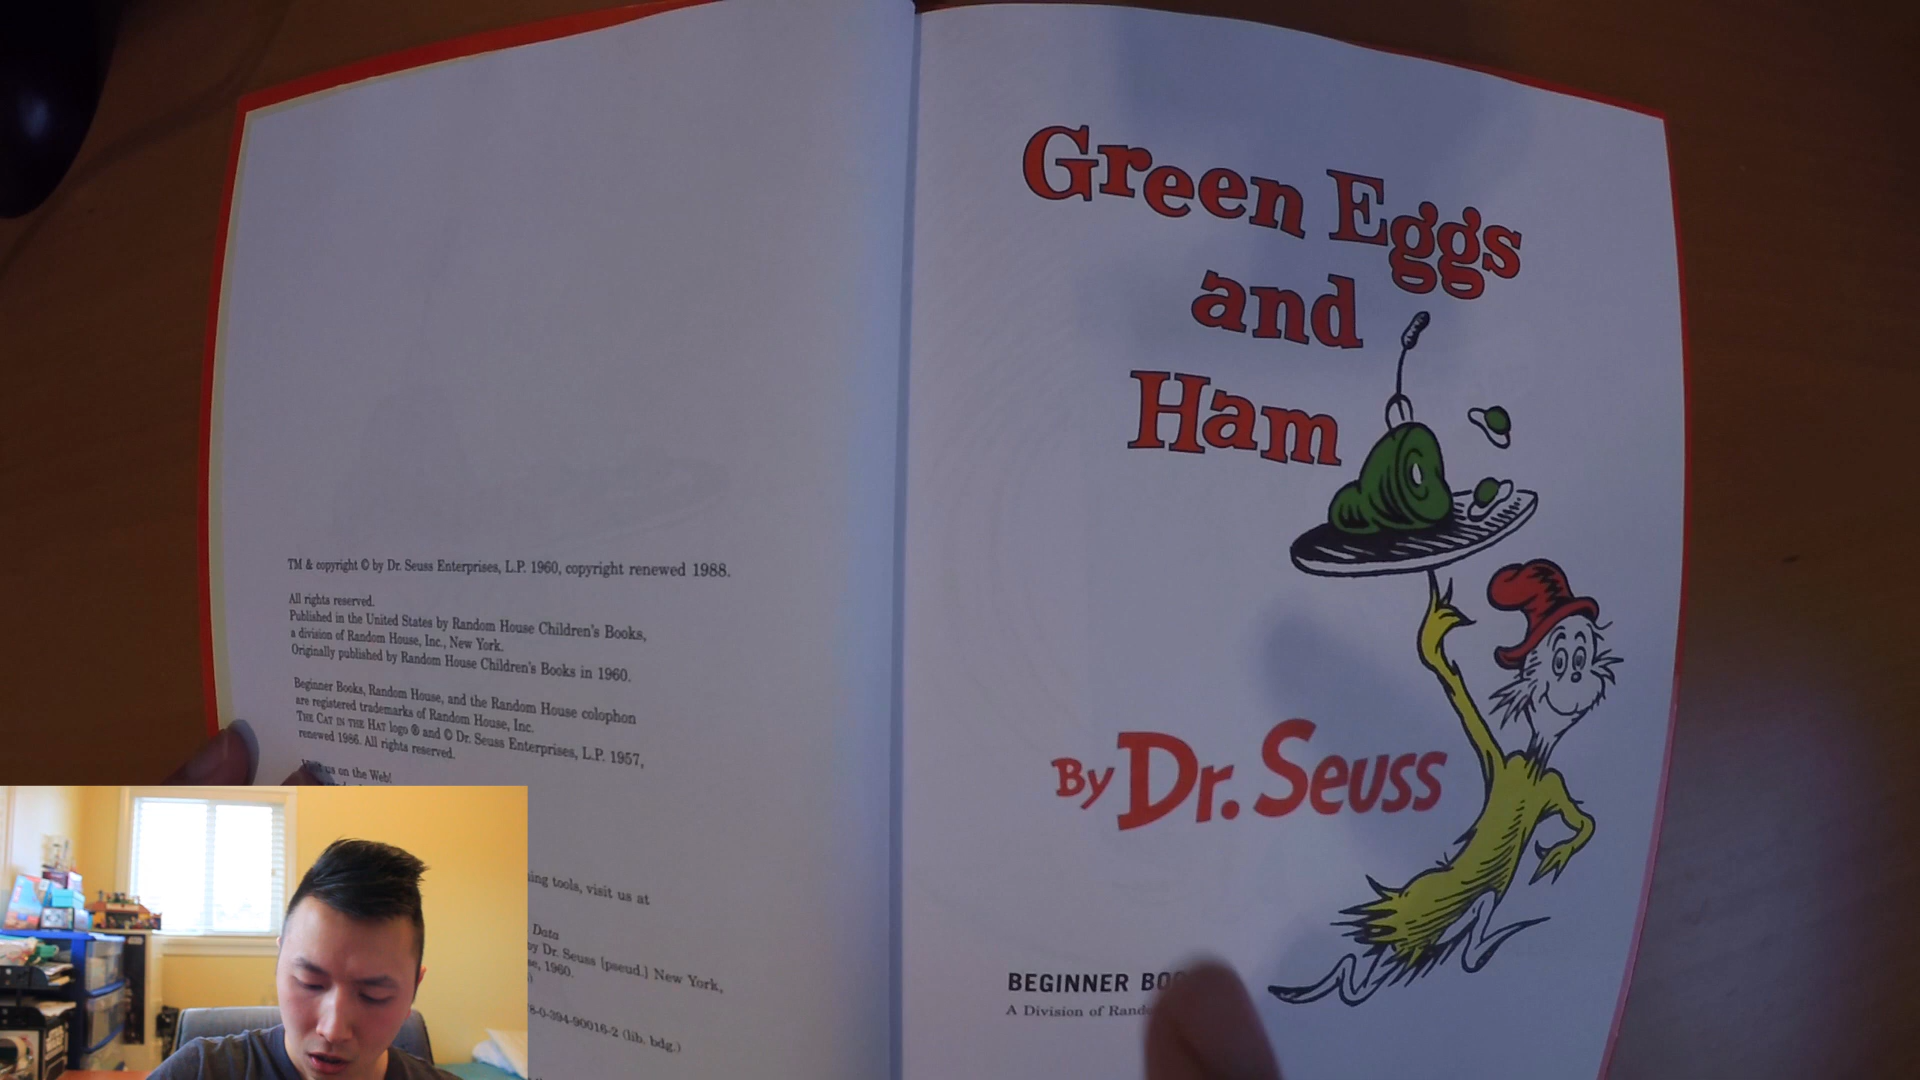 TM & copyright © by Dr. Seuss Enterprises, L.P. 1960, copyright renewed 1988.
All rights reserved.
Published in the United States by Random House Children's Books,
a division of Random House, Inc., New York.
Originally published by Random House Children's Books in 1960.
Beginner Books, Random House, and the Random House colophon
are registered trademarks of Random House, Inc.
THE CAT IN THE HAT logo ® and © Dr. Seuss Enterprises, L.P. 1957,
renewed 1986. All rights reserved.
Visit us on the Web!
tools, visit us at
Data
by Dr. Seuss [pseud.] New York,
1960.
8-0-394-90016-2 (lib. bdg.)
Green Eggs
and
Ham
By Dr. Seuss
BEGINNER
A Division of